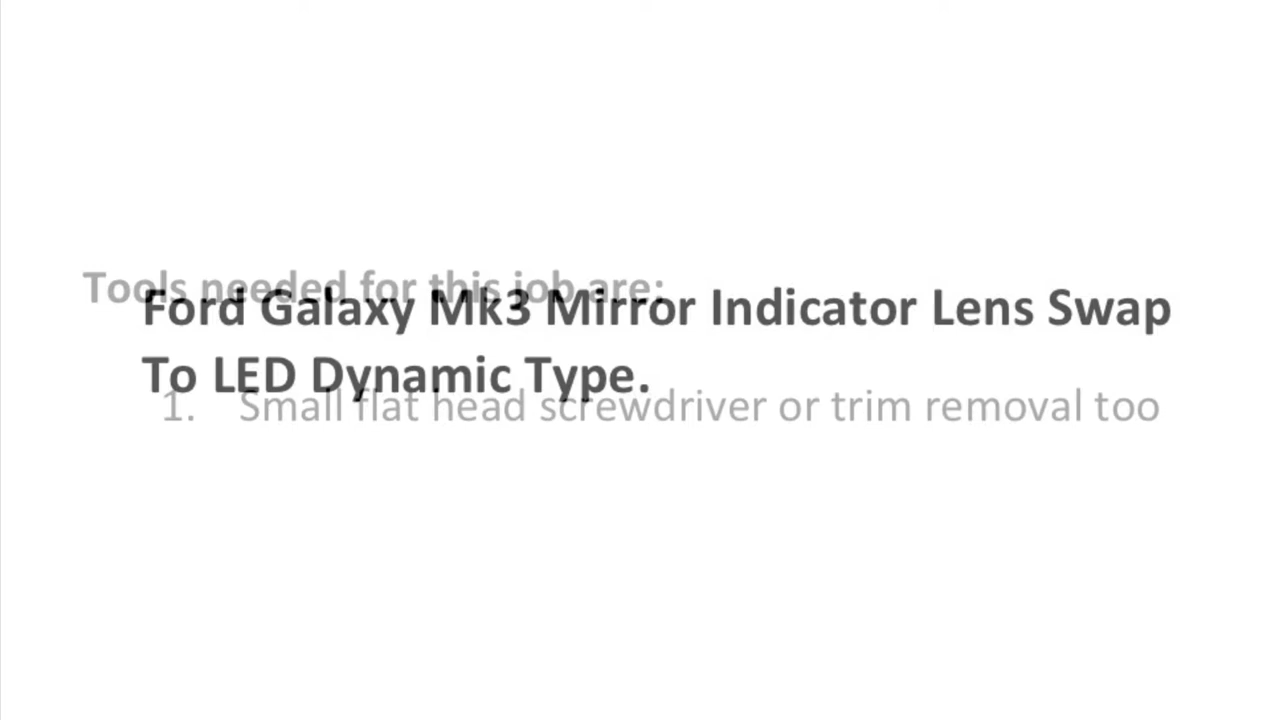 Tools needed for this job are:
Ford Galaxy Mk3 Mirror Indicator Lens Swap
To LED Dynamic Type.
1. Small flat head screwdriver or trim removal too